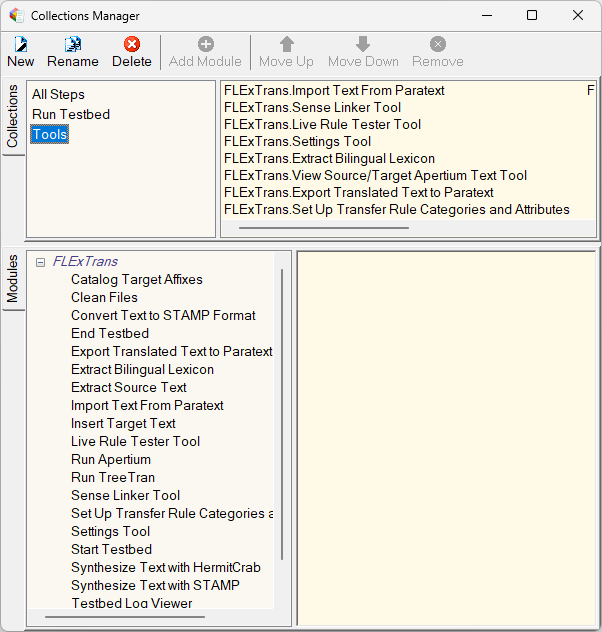 Collections Manager
New Rename Delete Add Module Move Up Move Down Remove
Collections
All Steps
Run Testbed
Tools
FLExTrans.Import Text From Paratext F
FLExTrans.Sense Linker Tool
FLExTrans.Live Rule Tester Tool
FLExTrans.Settings Tool
FLExTrans.Extract Bilingual Lexicon
FLExTrans.View Source/Target Apertium Text Tool
FLExTrans.Export Translated Text to Paratext
FLExTrans.Set Up Transfer Rule Categories and Attributes
Modules
FLExTrans
Catalog Target Affixes
Clean Files
Convert Text to STAMP Format
End Testbed
Export Translated Text to Paratext
Extract Bilingual Lexicon
Extract Source Text
Import Text From Paratext
Insert Target Text
Live Rule Tester Tool
Run Apertium
Run TreeTran
Sense Linker Tool
Set Up Transfer Rule Categories a
Settings Tool
Start Testbed
Synthesize Text with HermitCrab
Synthesize Text with STAMP
Testbed Log Viewer